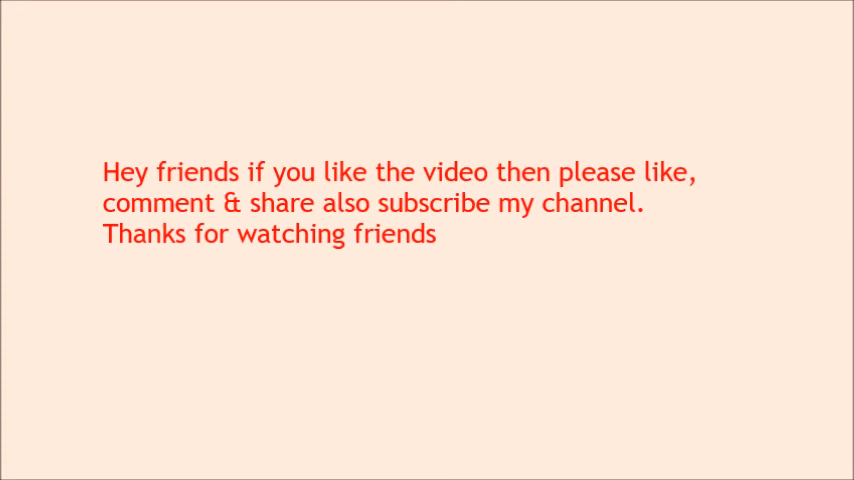 Hey friends if you like the video then please like,
comment & share also subscribe my channel.
Thanks for watching friends